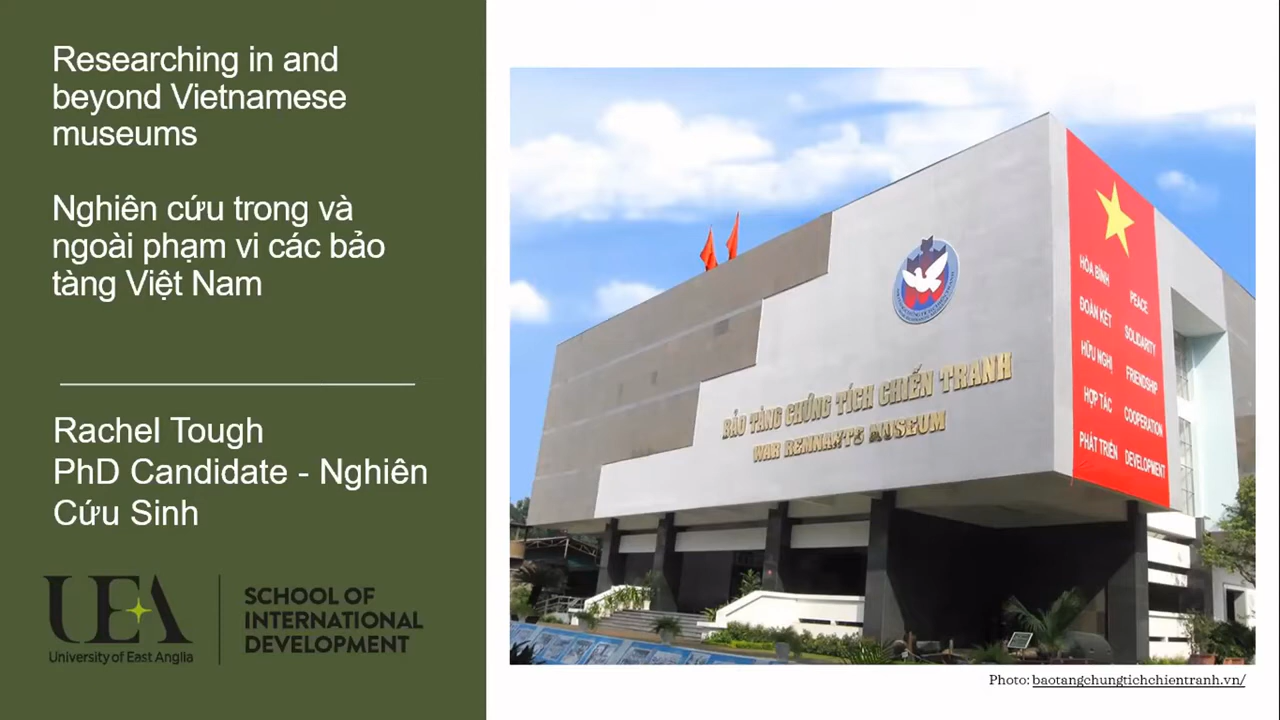 Researching in and
beyond Vietnamese
museums
Nghiên cứu trong và
ngoài phạm vi các bảo
tàng Việt Nam
Rachel Tough
PhD Candidate - Nghiên
Cứu Sinh
UEA
University of East Anglia
SCHOOL OF
INTERNATIONAL
DEVELOPMENT
BẢO TÀNG CHỨNG TÍCH CHIẾN TRANH
WAR REMNANTS MUSEUM
HÒA BÌNH PEACE
ĐOÀN KẾT SOLIDARITY
HỮU NGHỊ FRIENDSHIP
HỢP TÁC COOPERATION
PHÁT TRIỂN DEVELOPMENT
Photo: baotangchungtichchientranh.vn/